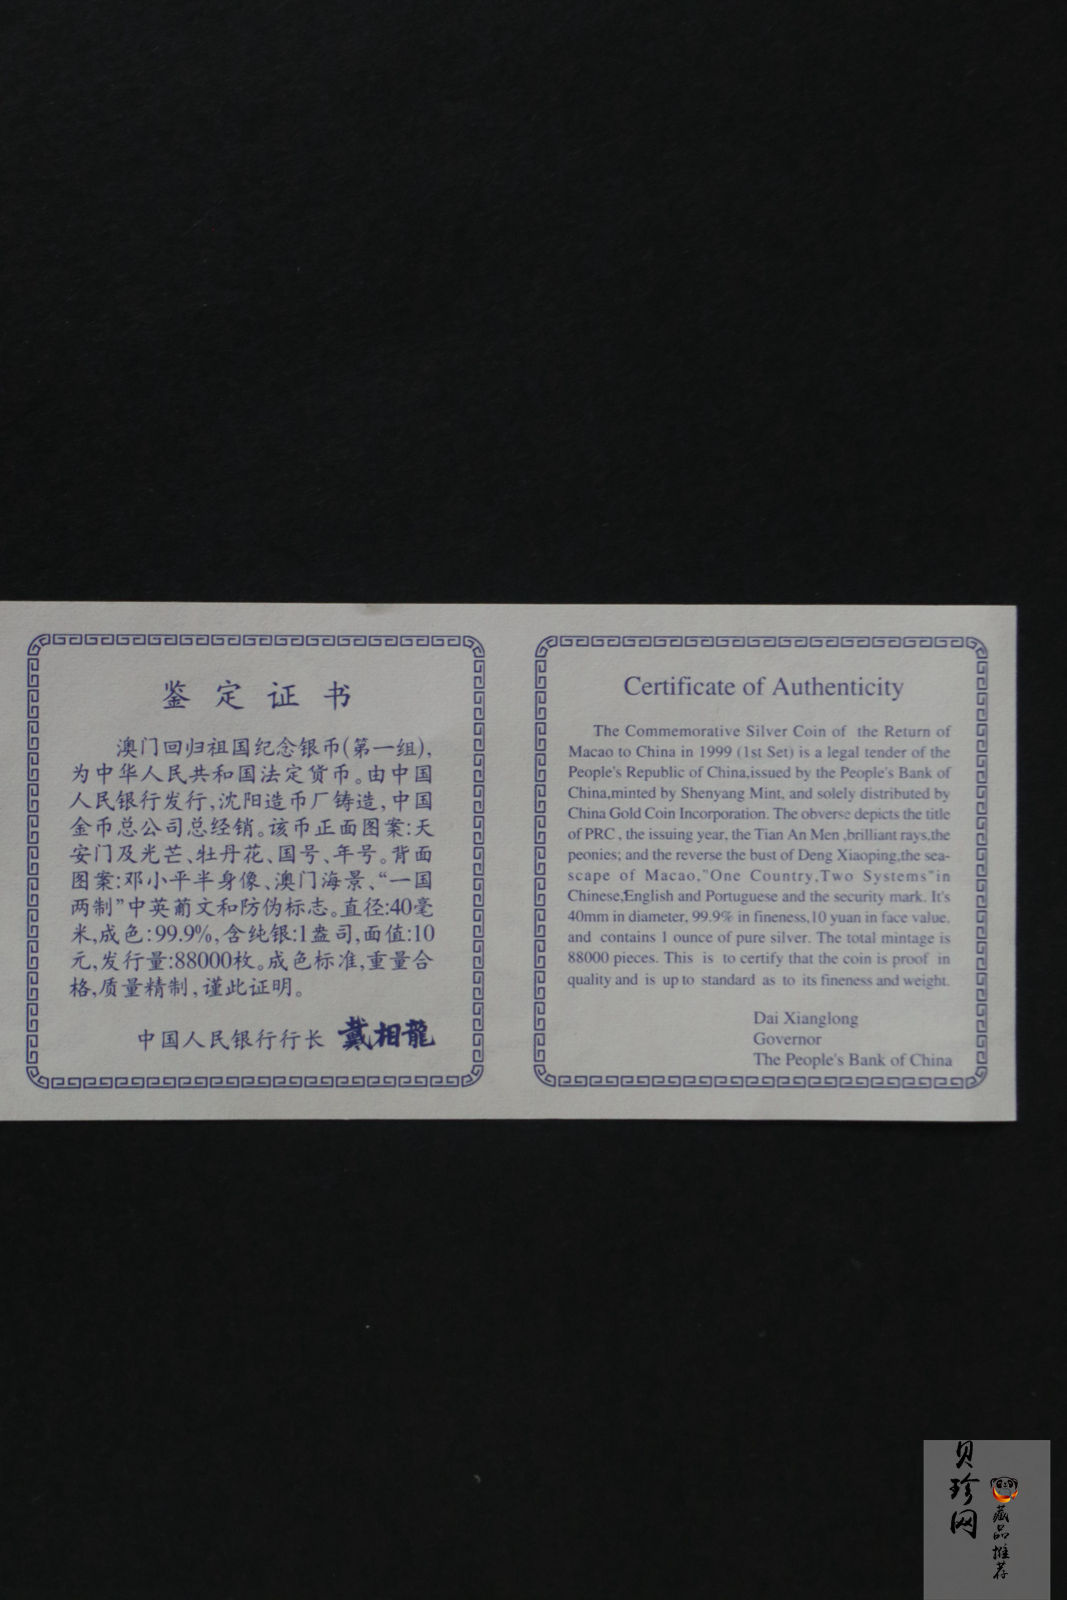 鉴定证书
澳门回归祖国纪念银币(第一组),
为中华人民共和国法定货币。由中国
人民银行发行,沈阳造币厂铸造,中国
金币总公司总经销。该币正面图案:天
安门及光芒、牡丹花、国号、年号。背面
图案:邓小平半身像、澳门海景、“一国
两制”中英葡文和防伪标志。直径:40毫
米,成色:99.9%,含纯银:1盎司,面值:10
元,发行量:88000枚。成色标准,重量合
格,质量精制,谨此证明。
中国人民银行行长 戴相龍
Certificate of Authenticity
The Commemorative Silver Coin of the Return of
Macao to China in 1999 (1st Set) is a legal tender of the
People's Republic of China,issued by the People's Bank of
China,minted by Shenyang Mint, and solely distributed by
China Gold Coin Incorporation. The obverse depicts the title
of PRC , the issuing year, the Tian An Men ,brilliant rays,the
peonies; and the reverse the bust of Deng Xiaoping,the sea-
scape of Macao,"One Country,Two Systems"in
Chinese,English and Portuguese and the security mark. It's
40mm in diameter, 99.9% in fineness,10 yuan in face value,
and contains 1 ounce of pure silver. The total mintage is
88000 pieces. This is to certify that the coin is proof in
quality and is up to standard as to its fineness and weight.
Dai Xianglong
Governor
The People's Bank of China
贝珍网
藏品推荐